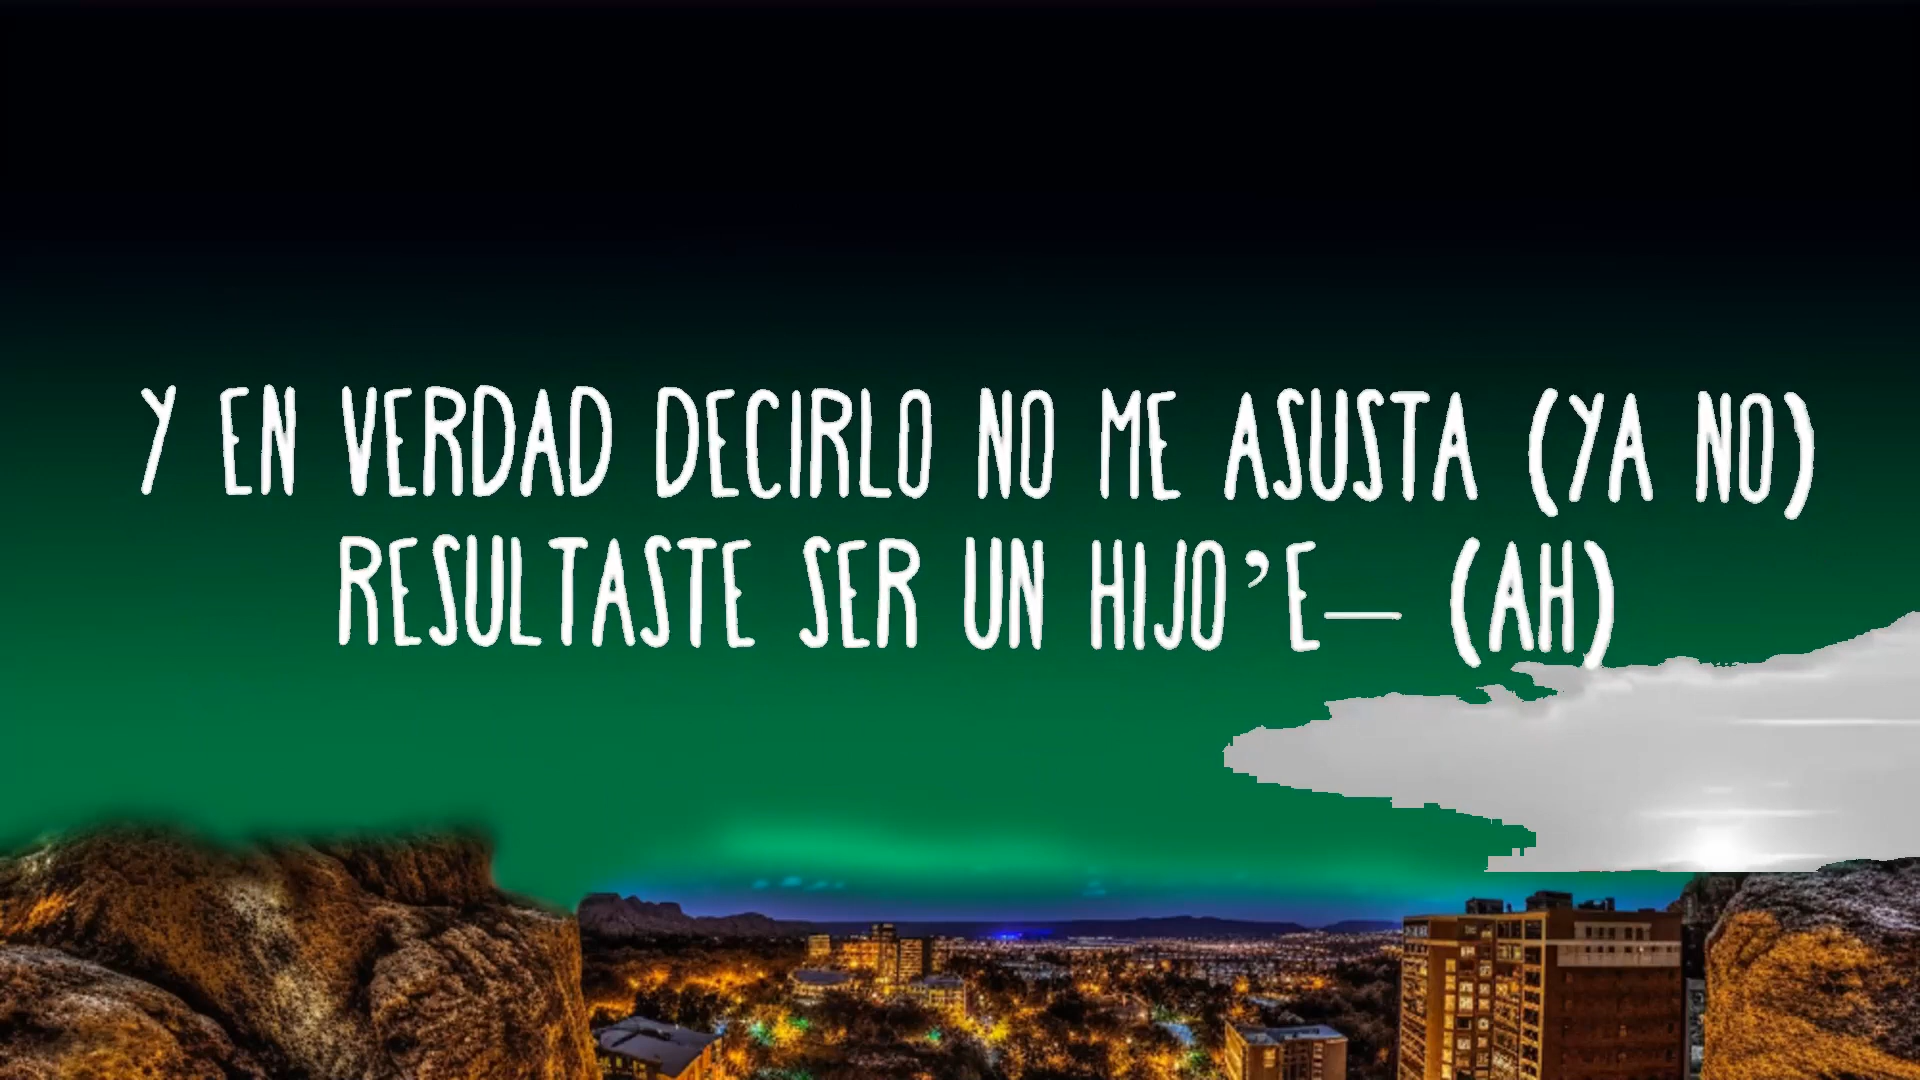 Y EN VERDAD DECIRLO NO ME ASUSTA (YA NO)
RESULTASTE SER UN HIJO’E— (AH)